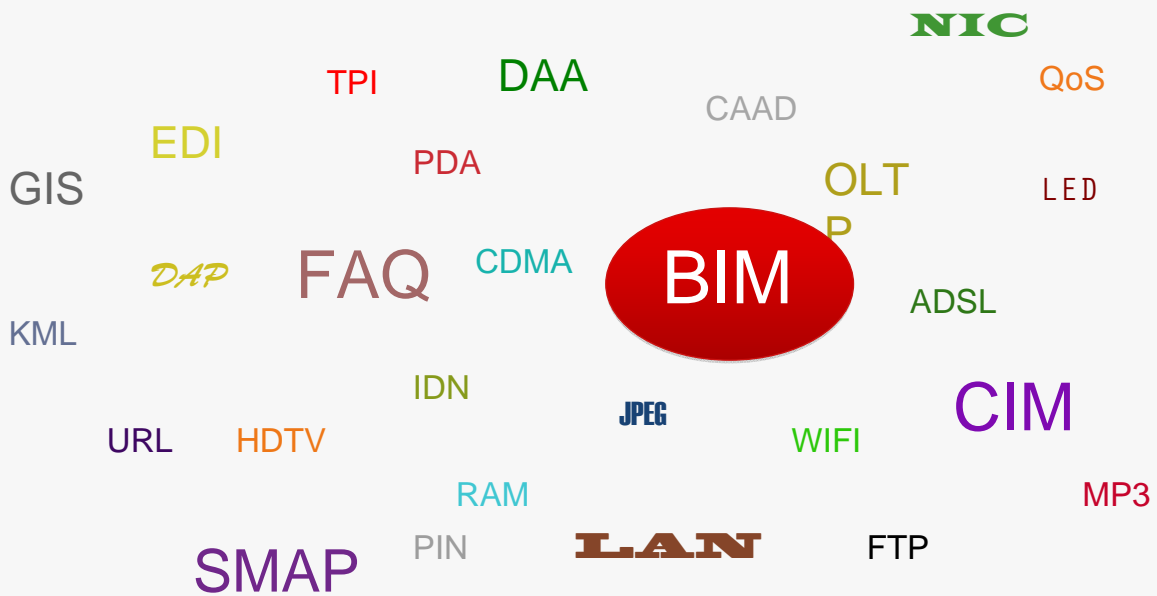 NIC
TPI
DAA
QoS
CAAD
EDI
PDA
GIS
OLT
P
LED
DAP
FAQ
CDMA
BIM
ADSL
KML
IDN
JPEG
CIM
URL
HDTV
WIFI
RAM
MP3
SMAP
PIN
LAN
FTP